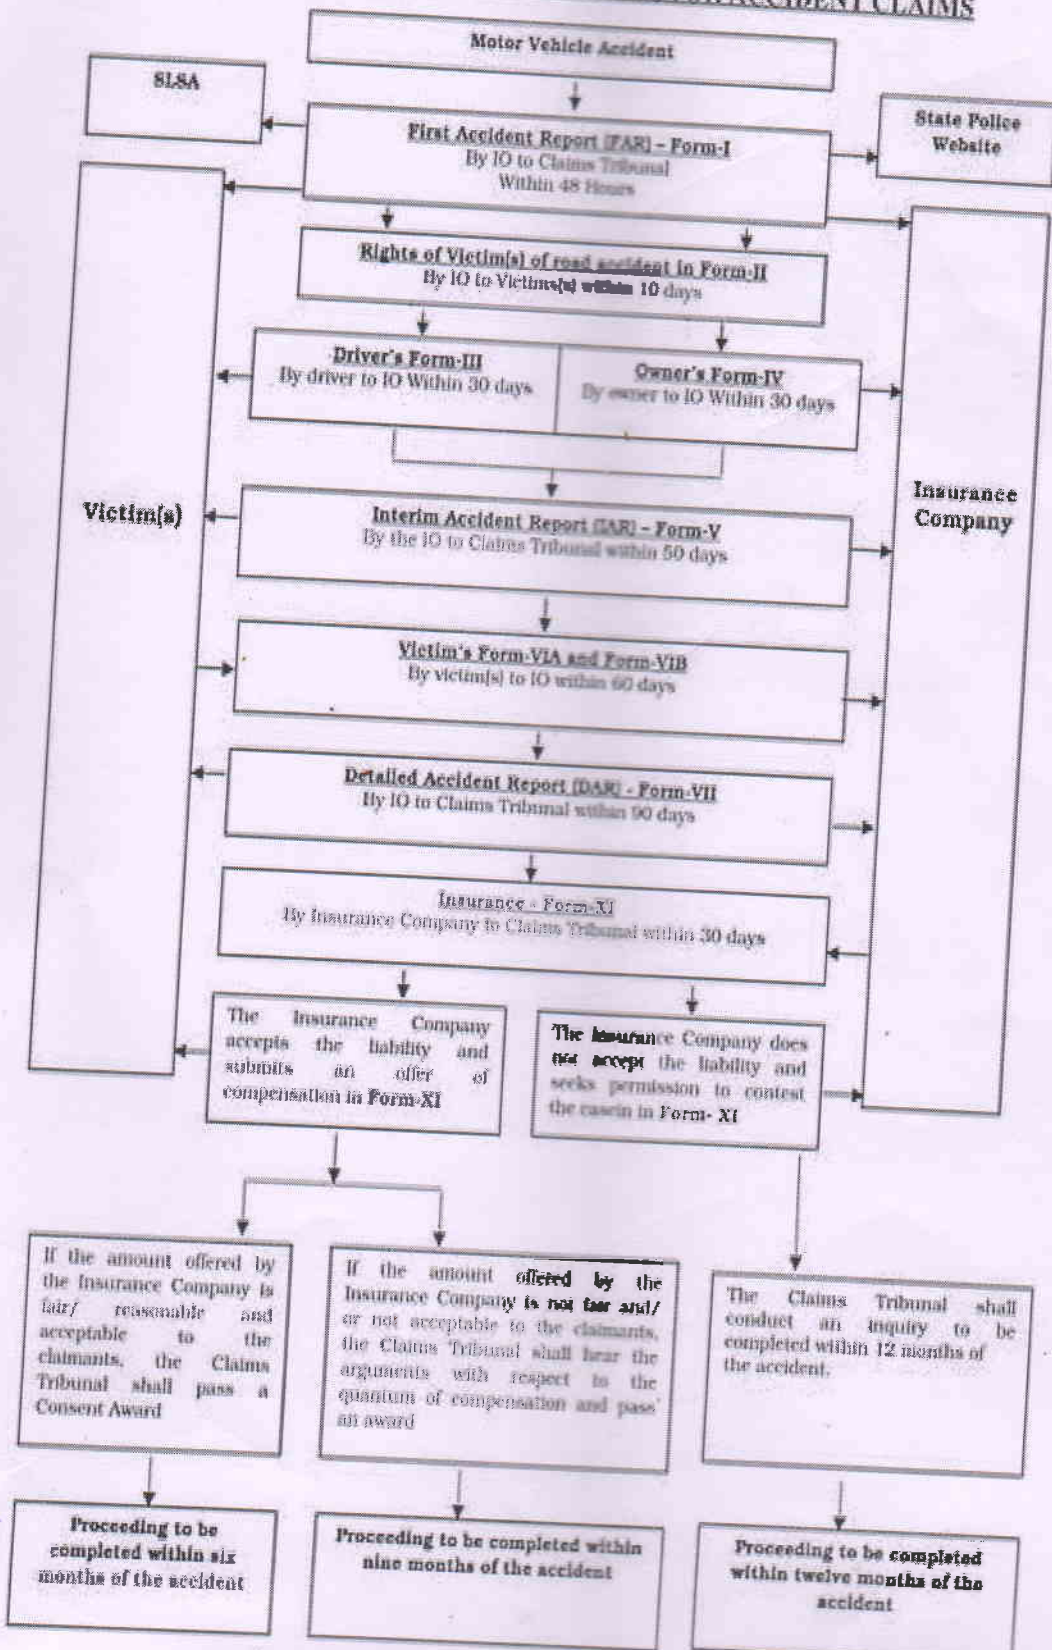 ACCIDENT CLAIMS
Motor Vehicle Accident
SLSA
State Police
Website
First Accident Report (FAR) – Form-I
By IO to Claims Tribunal
Within 48 Hours
Rights of Victim(s) of road accident in Form-II
By IO to Victims(s) within 10 days
Driver's Form-III
By driver to IO Within 30 days
Owner's Form-IV
By owner to IO Within 30 days
Victim(s)
Insurance
Company
Interim Accident Report (IAR) – Form-V
By the IO to Claims Tribunal within 50 days
Victim's Form-VIA and Form-VIB
By victim(s) to IO within 60 days
Detailed Accident Report (DAR) - Form-VII
By IO to Claims Tribunal within 90 days
Insurance - Form-XI
By Insurance Company to Claims Tribunal within 30 days
The Insurance Company
accepts the liability and
submits an offer of
compensation in Form-XI
The Insurance Company does
not accept the liability and
seeks permission to contest
the casein in Form- XI
If the amount offered by
the Insurance Company is
fair/ reasonable and
acceptable to the
claimants, the Claims
Tribunal shall pass a
Consent Award
If the amount offered by the
Insurance Company is not fair and/
or not acceptable to the claimants,
the Claims Tribunal shall hear the
arguments with respect to the
quantum of compensation and pass
an award
The Claims Tribunal shall
conduct an inquiry to be
completed within 12 months of
the accident.
Proceeding to be
completed within six
months of the accident
Proceeding to be completed within
nine months of the accident
Proceeding to be completed
within twelve months of the
accident